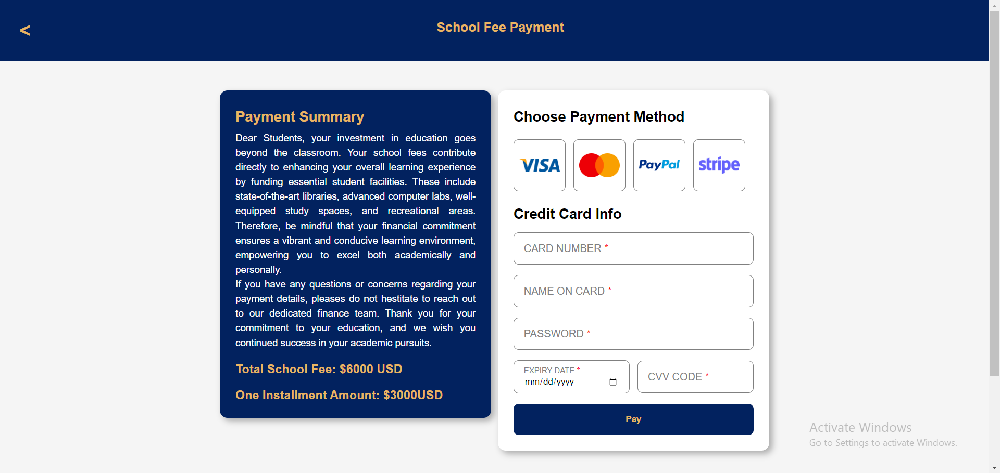 <
School Fee Payment
Payment Summary
Dear Students, your investment in education goes
beyond the classroom. Your school fees contribute
directly to enhancing your overall learning experience
by funding essential student facilities. These include
state-of-the-art libraries, advanced computer labs, well-
equipped study spaces, and recreational areas.
Therefore, be mindful that your financial commitment
ensures a vibrant and conducive learning environment,
empowering you to excel both academically and
personally.
If you have any questions or concerns regarding your
payment details, pleases do not hestitate to reach out
to our dedicated finance team. Thank you for your
commitment to your education, and we wish you
continued success in your academic pursuits.
Total School Fee: $6000 USD
One Installment Amount: $3000USD
Choose Payment Method
VISA
PayPal
stripe
Credit Card Info
CARD NUMBER *
NAME ON CARD *
PASSWORD *
EXPIRY DATE *
mm/dd/yyyy
CVV CODE *
Pay
Activate Windows
Go to Settings to activate Windows.